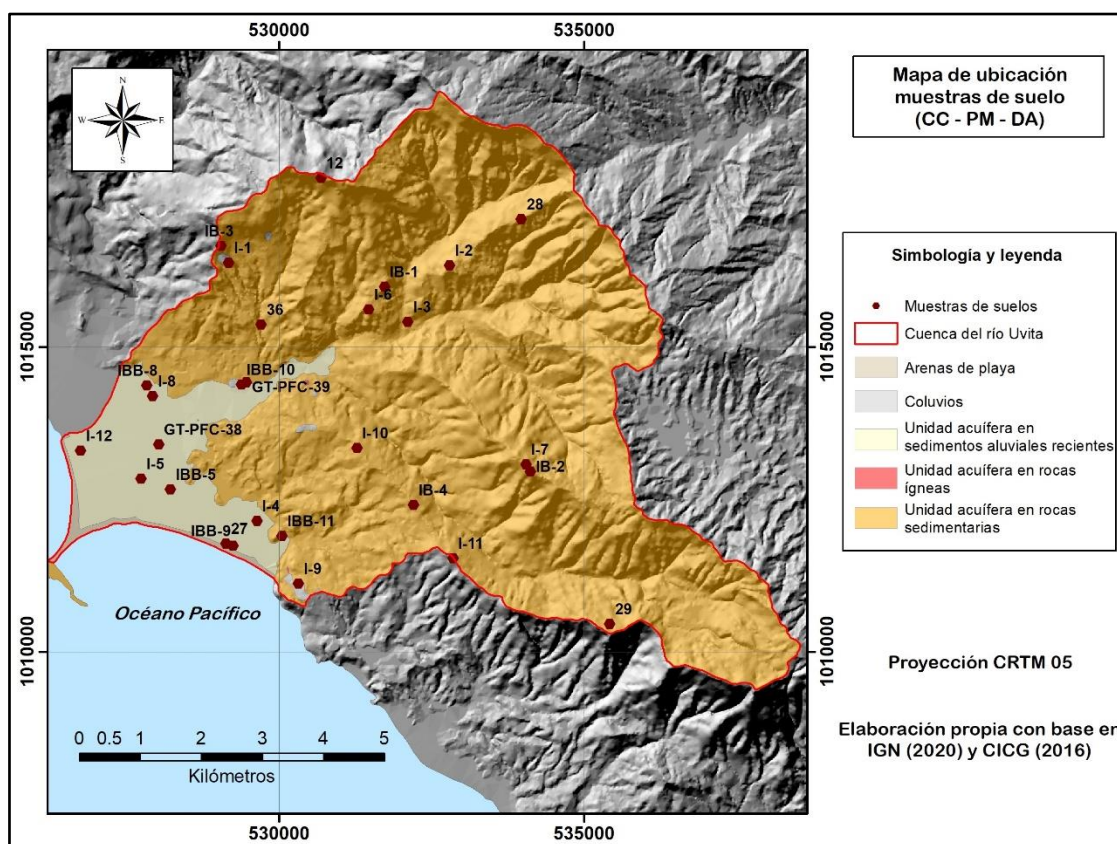 530000
535000
Mapa de ubicación
muestras de suelo
(CC - PM - DA)
N
W
E
S
12
28
IB-3
I-1
I-2
IB-1
I-6
I-3
36
1015000
1015000
IBB-10
IBB-8
I-8
GT-PFC-39
GT-PFC-38
I-12
I-10
I-7
IB-2
I-5
IBB-5
IB-4
I-4
IBB-11
IBB-9
27
I-11
I-9
29
Océano Pacífico
1010000
1010000
0
0.5
1
2
3
4
5
Kilómetros
530000
535000
Simbología y leyenda
Muestras de suelos
Cuenca del río Uvita
Arenas de playa
Coluvios
Unidad acuífera en
sedimentos aluviales recientes
Unidad acuífera en rocas
ígneas
Unidad acuífera en rocas
sedimentarias
Proyección CRTM 05
Elaboración propia con base en
IGN (2020) y CICG (2016)